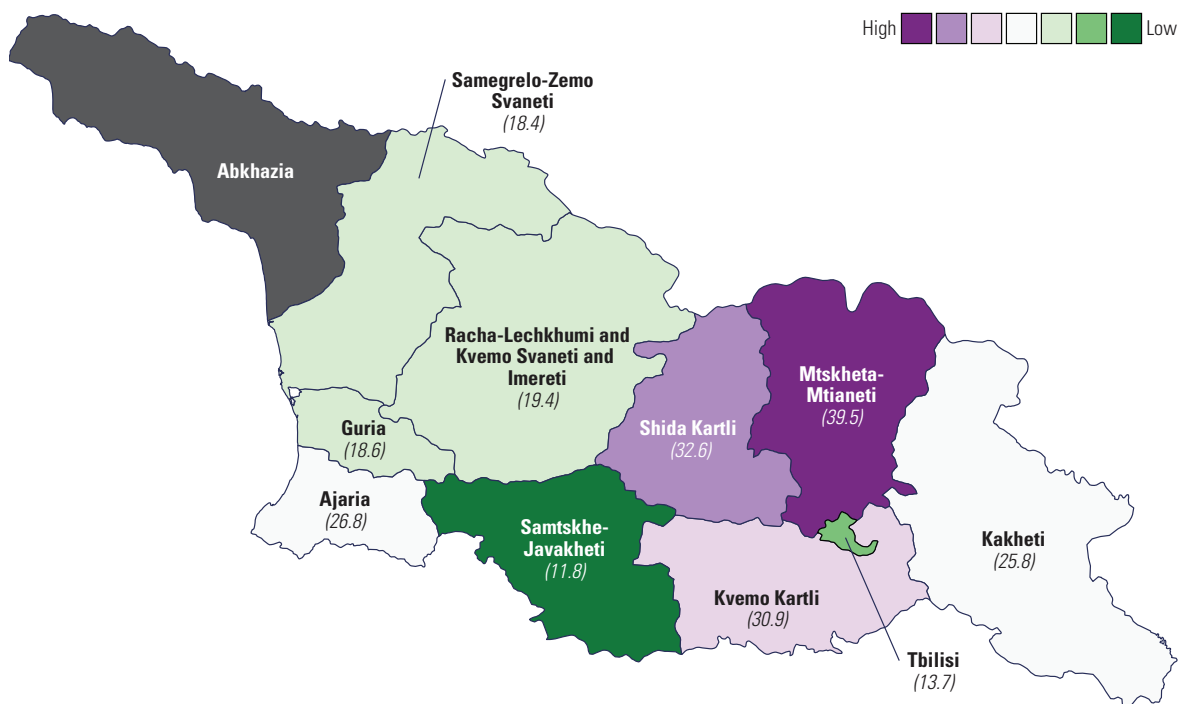 High
Low
Samegrelo-Zemo
Svaneti
(18.4)
Abkhazia
Racha-Lechkhumi and
Kvemo Svaneti and
Imereti
(19.4)
Mtskheta-
Mtianeti
(39.5)
Shida Kartli
(32.6)
Guria
(18.6)
Ajaria
(26.8)
Samtskhe-
Javakheti
(11.8)
Kakheti
(25.8)
Kvemo Kartli
(30.9)
Tbilisi
(13.7)